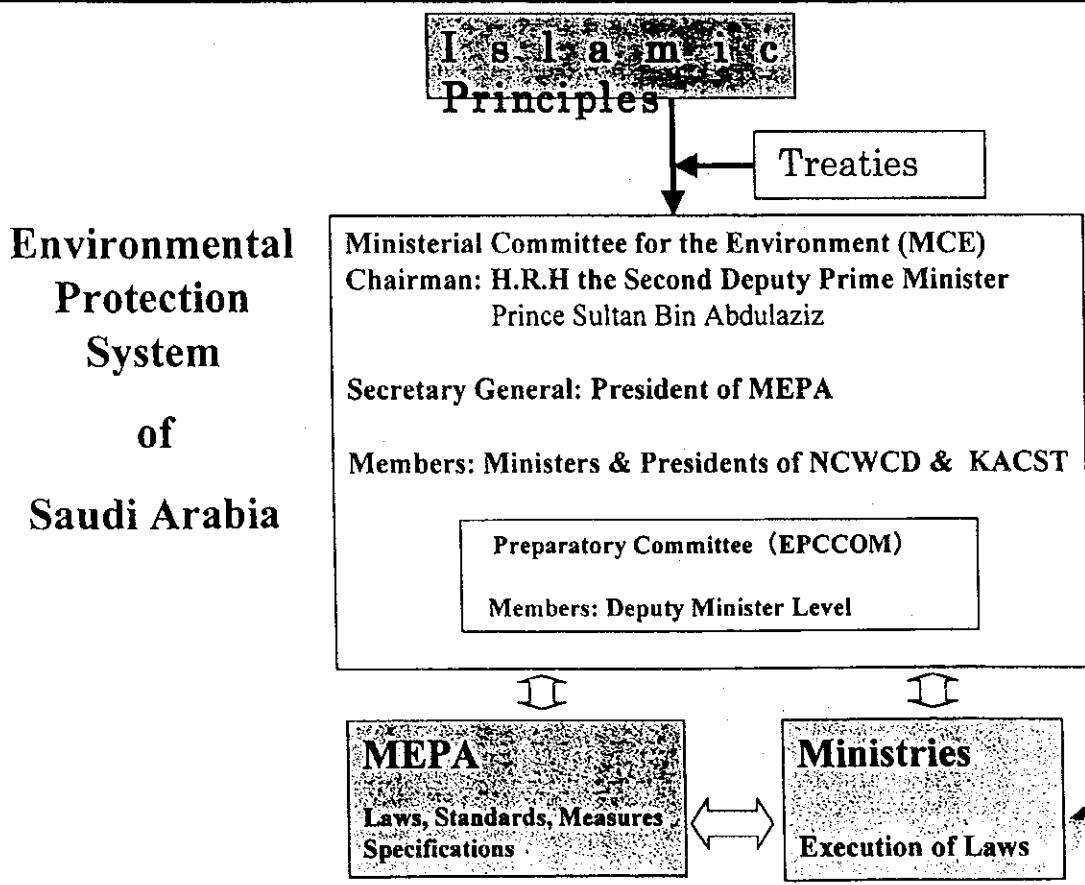 I s l a m i c
Principles
Treaties
Environmental
Protection
System
of
Saudi Arabia
Ministerial Committee for the Environment (MCE)
Chairman: H.R.H the Second Deputy Prime Minister
Prince Sultan Bin Abdulaziz
Secretary General: President of MEPA
Members: Ministers & Presidents of NCWCD & KACST
Preparatory Committee (EPCCOM)
Members: Deputy Minister Level
MEPA
Laws, Standards, Measures
Specifications
Ministries
Execution of Laws